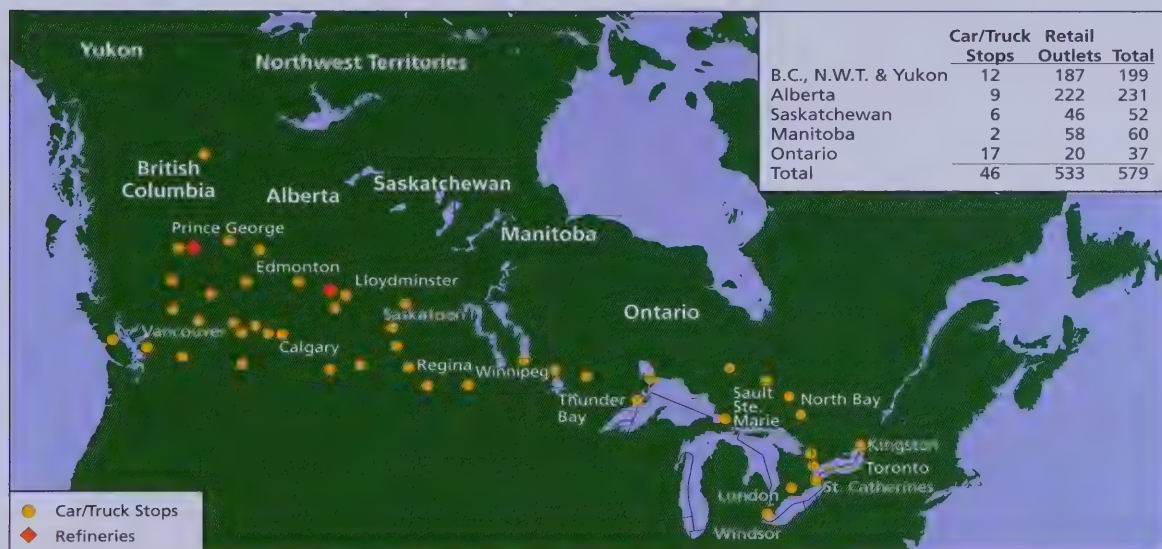 Yukon
Northwest Territories
British
Columbia
Alberta
Saskatchewan
Manitoba
Ontario
Prince George
Edmonton
Lloydminster
Saskatoon
Vancouver
Calgary
Regina
Winnipeg
Thunder
Bay
Sault
Ste.
Marie
North Bay
Kingston
Toronto
St. Catherines
London
Windsor
Car/Truck Retail
Stops Outlets Total
B.C., N.W.T. & Yukon 12 187 199
Alberta 9 222 231
Saskatchewan 6 46 52
Manitoba 2 58 60
Ontario 17 20 37
Total 46 533 579
Car/Truck Stops
Refineries